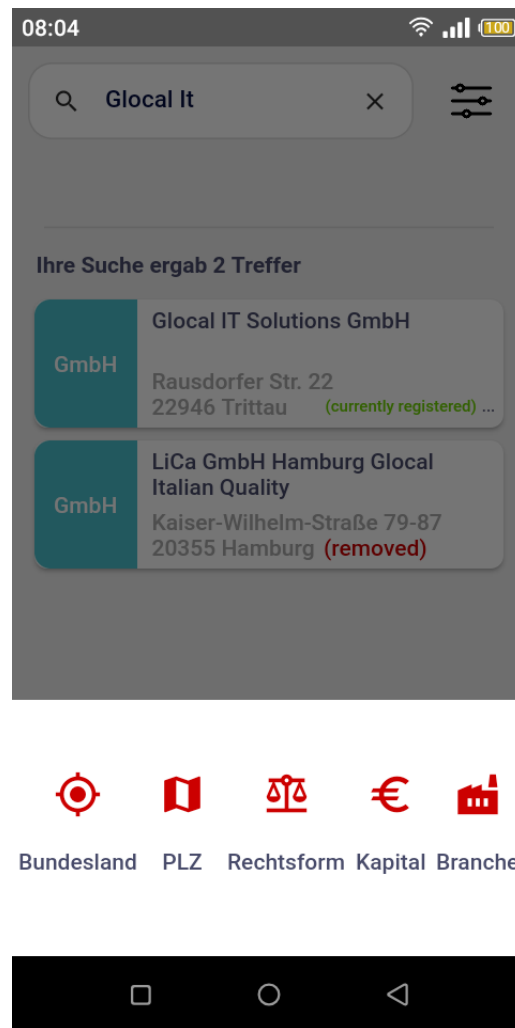 08:04
100
Glocal It
Ihre Suche ergab 2 Treffer
Glocal IT Solutions GmbH
GmbH
Rausdorfer Str. 22
22946 Trittau (currently registered) ...
LiCa GmbH Hamburg Glocal
Italian Quality
GmbH
Kaiser-Wilhelm-Straße 79-87
20355 Hamburg (removed)
Bundesland PLZ Rechtsform Kapital Branche